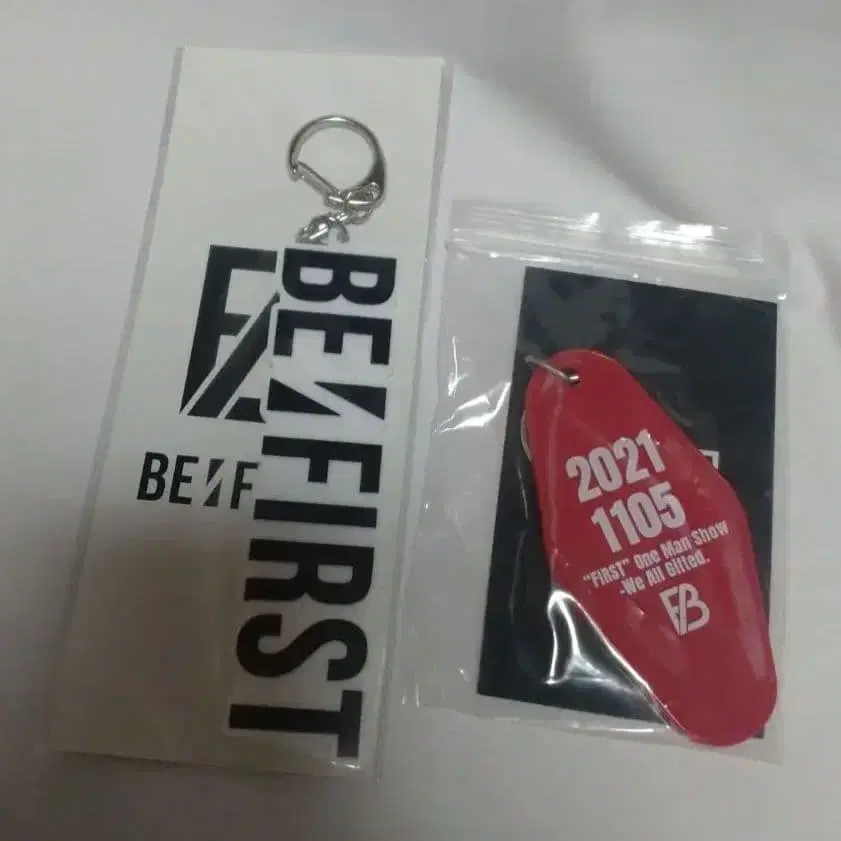 BE:FIRST
BE:F
2021
1105
"FIRST" One Man Show
-We All Gifted.-